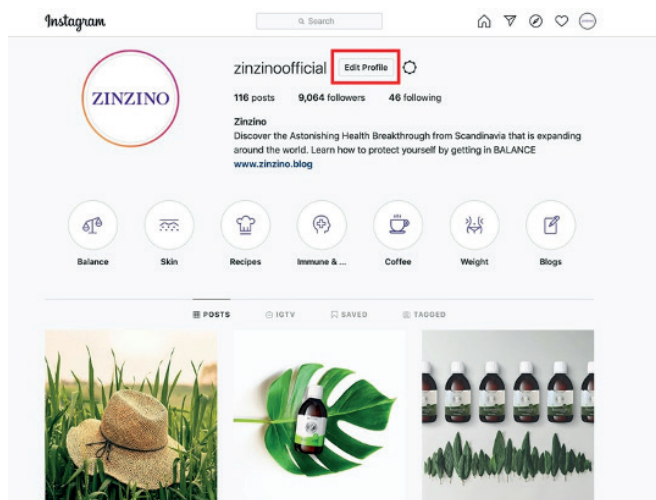 Instagram
Search
ZINZINO
zinzinoofficial Edit Profile
116 posts 9,064 followers 46 following
Zinzino
Discover the Astonishing Health Breakthrough from Scandinavia that is expanding
around the world. Learn how to protect yourself by getting in BALANCE
www.zinzino.blog
Balance Skin Recipes Immune & ... Coffee Weight Blogs
POSTS IGTV SAVED TAGGED